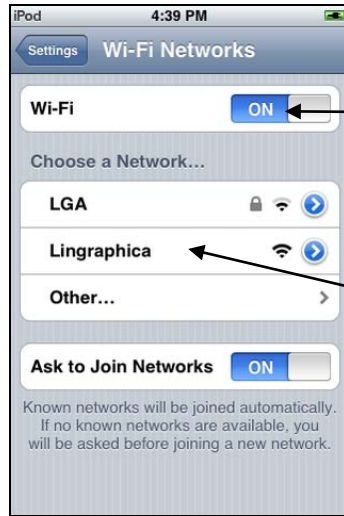 iPod 4:39 PM
Settings Wi-Fi Networks
Wi-Fi ON
Choose a Network...
LGA
Lingraphica
Other...
Ask to Join Networks ON
Known networks will be joined automatically.
If no known networks are available, you
will be asked before joining a new network.